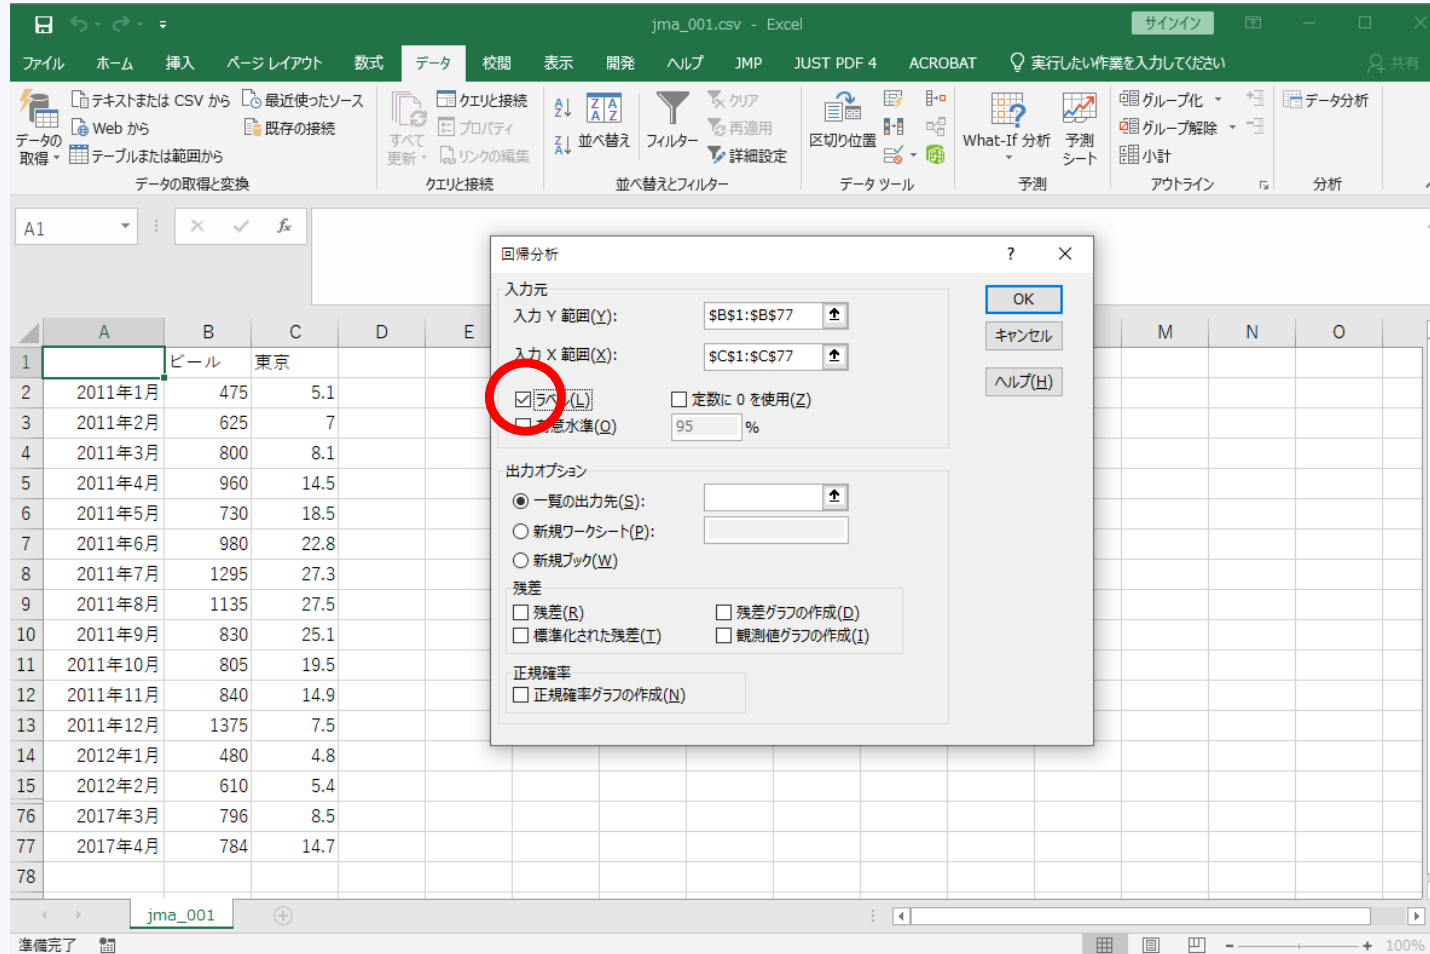 jma_001.csv - Excel
サインイン
ファイル ホーム 挿入 ページ レイアウト 数式 データ 校閲 表示 開発 ヘルプ JMP JUST PDF 4 ACROBAT 実行したい作業を入力してください 共有
テキストまたは CSV から 最近使ったソース
Web から 既存の接続
テーブルまたは範囲から
データの取得
データの取得と変換
すべて更新
クエリと接続
プロパティ
リンクの編集
クエリと接続
並べ替え
フィルター
クリア
再適用
詳細設定
並べ替えとフィルター
区切り位置
データ ツール
What-If 分析
予測シート
予測
グループ化
グループ解除
小計
アウトライン
データ分析
分析
A1
fx
A B C D E M N O
1 ビール 東京
2 2011年1月 475 5.1
3 2011年2月 625 7
4 2011年3月 800 8.1
5 2011年4月 960 14.5
6 2011年5月 730 18.5
7 2011年6月 980 22.8
8 2011年7月 1295 27.3
9 2011年8月 1135 27.5
10 2011年9月 830 25.1
11 2011年10月 805 19.5
12 2011年11月 840 14.9
13 2011年12月 1375 7.5
14 2012年1月 480 4.8
15 2012年2月 610 5.4
76 2017年3月 796 8.5
77 2017年4月 784 14.7
78
回帰分析 ?
入力元
入力 Y 範囲(Y): $B$1:$B$77
入力 X 範囲(X): $C$1:$C$77
ラベル(L) 定数に 0 を使用(Z)
有意水準(O) 95 %
出力オプション
一覧の出力先(S):
新規ワークシート(P):
新規ブック(W)
残差
残差(R) 残差グラフの作成(D)
標準化された残差(T) 観測値グラフの作成(I)
正規確率
正規確率グラフの作成(N)
OK
キャンセル
ヘルプ(H)
jma_001
準備完了
100%